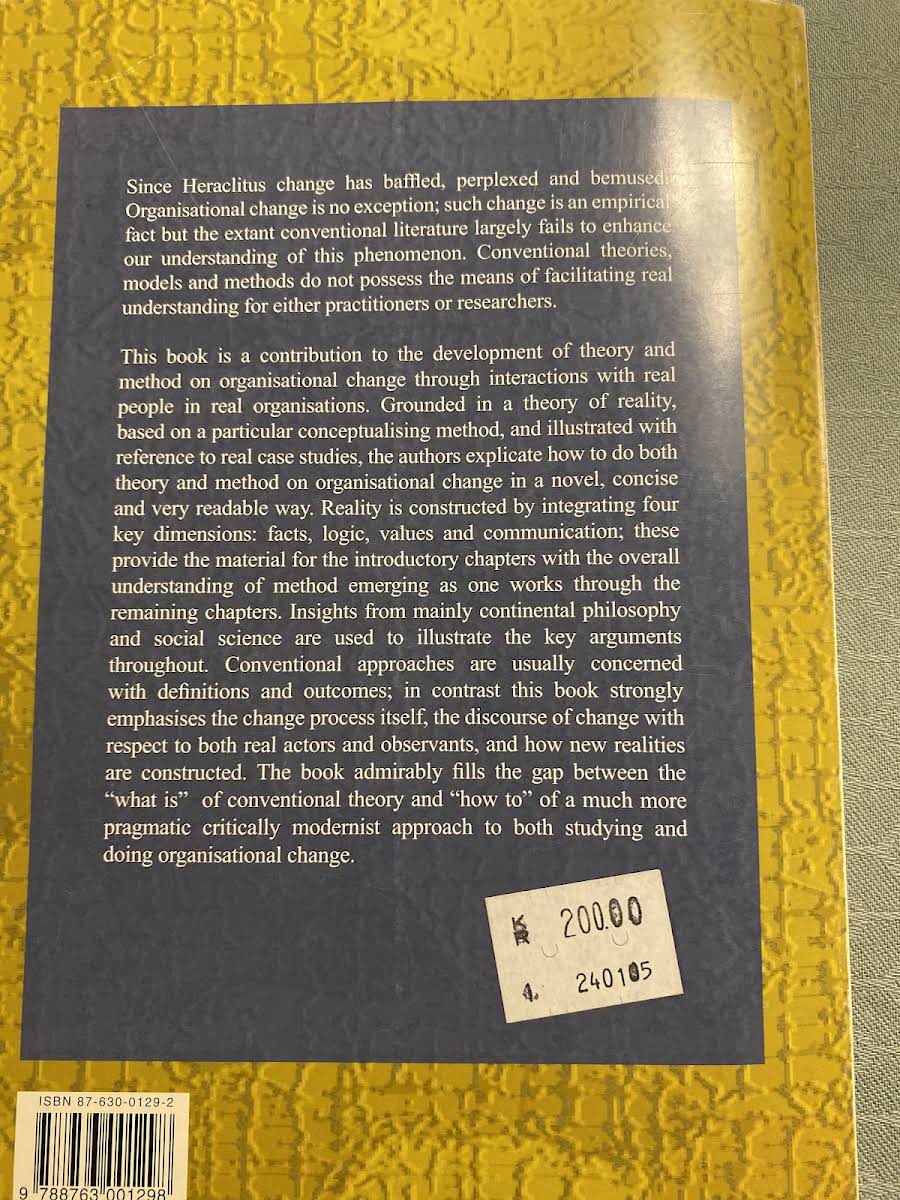 Since Heraclitus change has baffled, perplexed and bemused.
Organisational change is no exception; such change is an empirical
fact but the extant conventional literature largely fails to enhance
our understanding of this phenomenon. Conventional theories,
models and methods do not possess the means of facilitating real
understanding for either practitioners or researchers.
This book is a contribution to the development of theory and
method on organisational change through interactions with real
people in real organisations. Grounded in a theory of reality,
based on a particular conceptualising method, and illustrated with
reference to real case studies, the authors explicate how to do both
theory and method on organisational change in a novel, concise
and very readable way. Reality is constructed by integrating four
key dimensions: facts, logic, values and communication; these
provide the material for the introductory chapters with the overall
understanding of method emerging as one works through the
remaining chapters. Insights from mainly continental philosophy
and social science are used to illustrate the key arguments
throughout. Conventional approaches are usually concerned
with definitions and outcomes; in contrast this book strongly
emphasises the change process itself, the discourse of change with
respect to both real actors and observants, and how new realities
are constructed. The book admirably fills the gap between the
“what is” of conventional theory and “how to” of a much more
pragmatic critically modernist approach to both studying and
doing organisational change.
KR 200.00
1. 240105
ISBN 87-630-0129-2
9 788763 001298